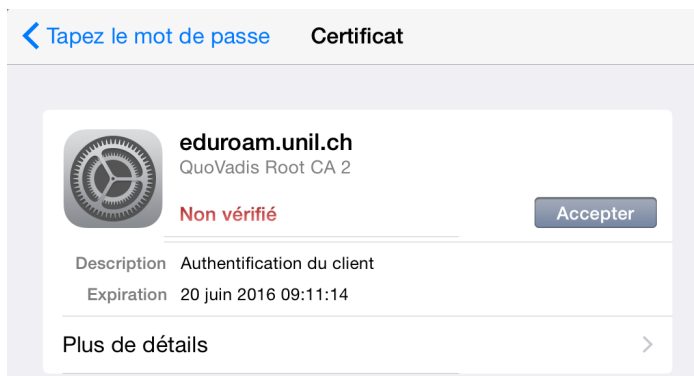 Tapez le mot de passe Certificat
eduroam.unil.ch
QuoVadis Root CA 2
Non vérifié Accepter
Description Authentification du client
Expiration 20 juin 2016 09:11:14
Plus de détails